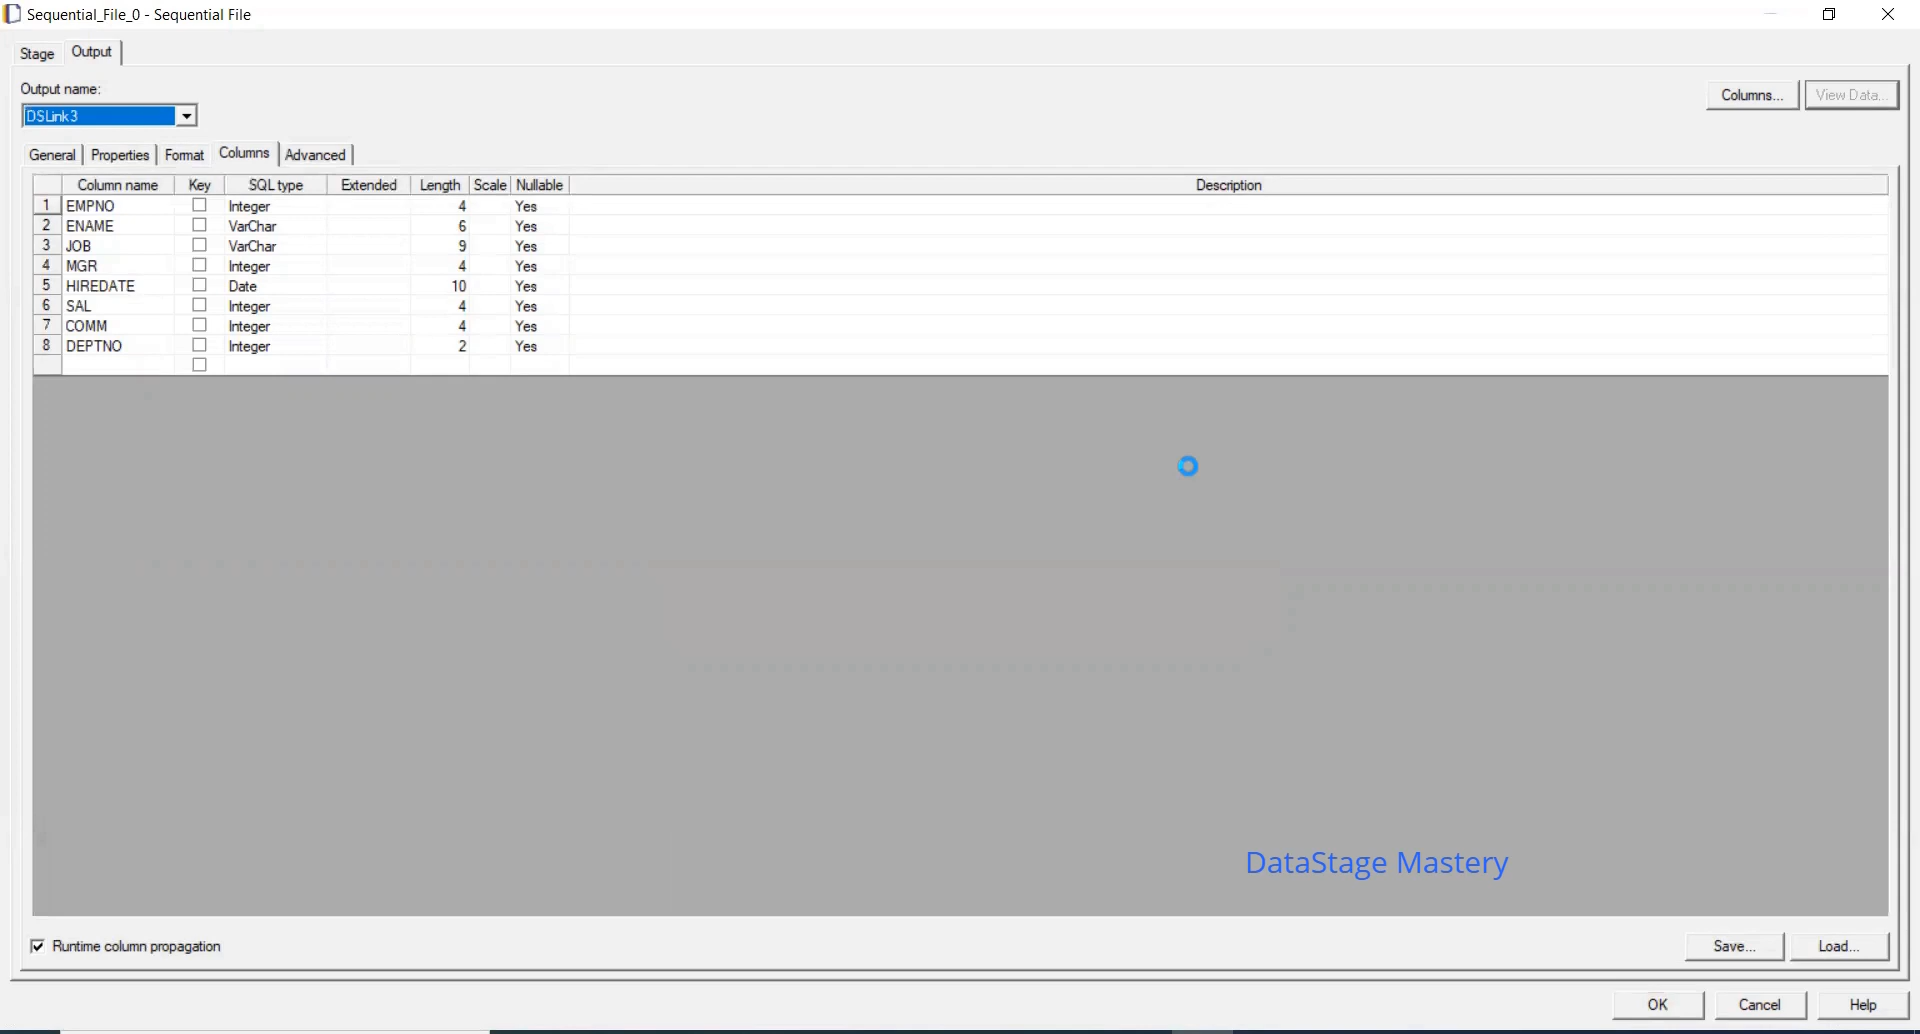 Sequential_File_0 - Sequential File
Stage Output
Output name:
DSLink3
Columns... View Data...
General Properties Format Columns Advanced
Column name Key SQL type Extended Length Scale Nullable Description
1 EMPNO Integer 4 Yes
2 ENAME VarChar 6 Yes
3 JOB VarChar 9 Yes
4 MGR Integer 4 Yes
5 HIREDATE Date 10 Yes
6 SAL Integer 4 Yes
7 COMM Integer 4 Yes
8 DEPTNO Integer 2 Yes
DataStage Mastery
Runtime column propagation
Save... Load...
OK Cancel Help